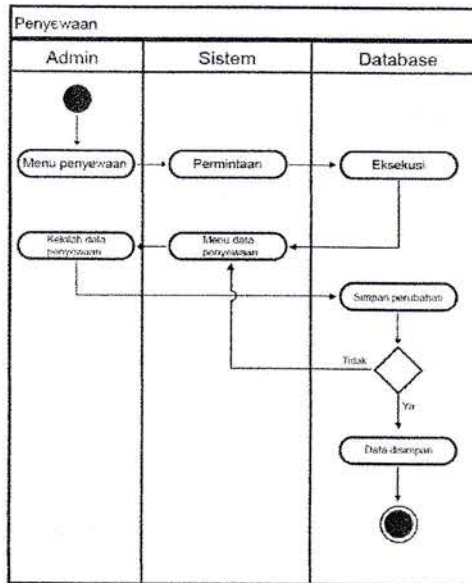 Penyewaan
Admin
Sistem
Database
Menu penyewaan
Permintaan
Eksekusi
Kelolah data
penyewaan
Menu data
penyewaan
Simpan perubahan
Tidak
Ya
Data disimpan